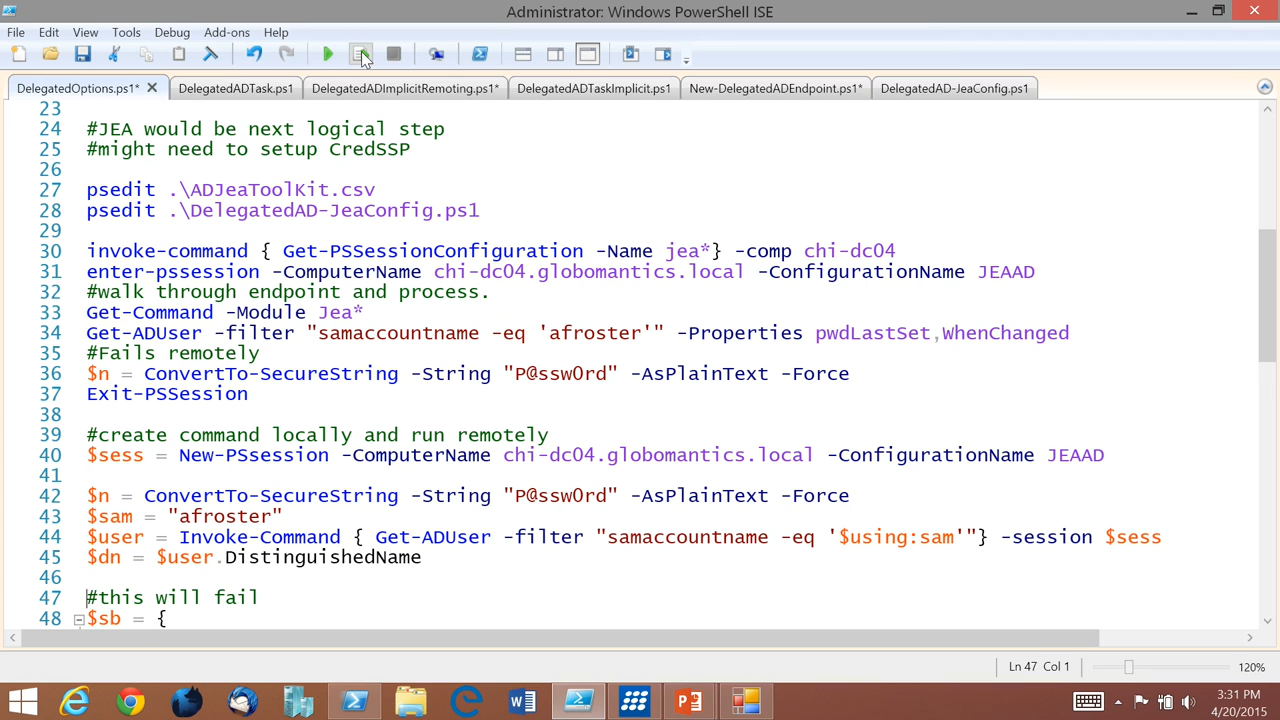 Administrator: Windows PowerShell ISE
File Edit View Tools Debug Add-ons Help
DelegatedOptions.ps1* DelegatedADTask.ps1 DelegatedADImplicitRemoting.ps1* DelegatedADTaskImplicit.ps1 New-DelegatedADEndpoint.ps1* DelegatedAD-JeaConfig.ps1
23
24 #JEA would be next logical step
25 #might need to setup CredSSP
26
27 psedit .\ADJeaToolKit.csv
28 psedit .\DelegatedAD-JeaConfig.ps1
29
30 invoke-command { Get-PSSessionConfiguration -Name jea*} -comp chi-dc04
31 enter-pssession -ComputerName chi-dc04.globomantics.local -ConfigurationName JEAAD
32 #walk through endpoint and process.
33 Get-Command -Module Jea*
34 Get-ADUser -filter "samaccountname -eq 'afroster'" -Properties pwdLastSet,WhenChanged
35 #Fails remotely
36 $n = ConvertTo-SecureString -String "P@ssw0rd" -AsPlainText -Force
37 Exit-PSSession
38
39 #create command locally and run remotely
40 $sess = New-PSsession -ComputerName chi-dc04.globomantics.local -ConfigurationName JEAAD
41
42 $n = ConvertTo-SecureString -String "P@ssw0rd" -AsPlainText -Force
43 $sam = "afroster"
44 $user = Invoke-Command { Get-ADUser -filter "samaccountname -eq '$using:sam'"} -session $sess
45 $dn = $user.DistinguishedName
46
47 #this will fail
48 $sb = {
Ln 47 Col 1 120%
3:31 PM
4/20/2015